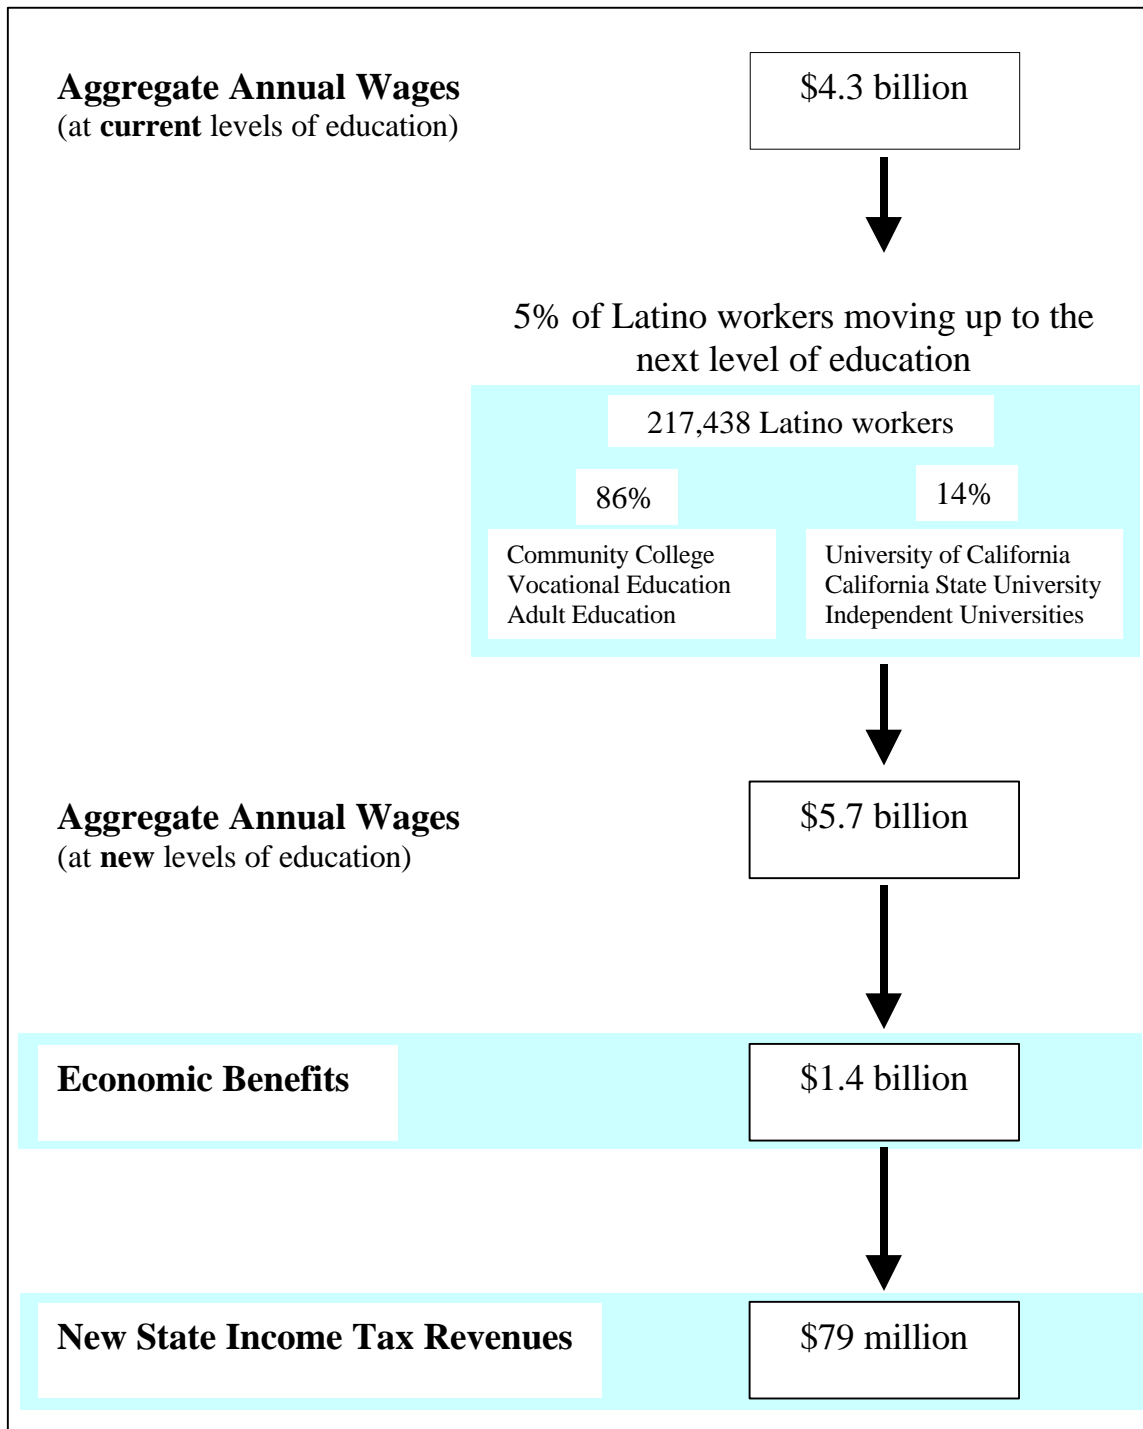 Aggregate Annual Wages
(at current levels of education)
$4.3 billion
5% of Latino workers moving up to the
next level of education
217,438 Latino workers
86%
Community College
Vocational Education
Adult Education
14%
University of California
California State University
Independent Universities
Aggregate Annual Wages
(at new levels of education)
$5.7 billion
Economic Benefits
$1.4 billion
New State Income Tax Revenues
$79 million